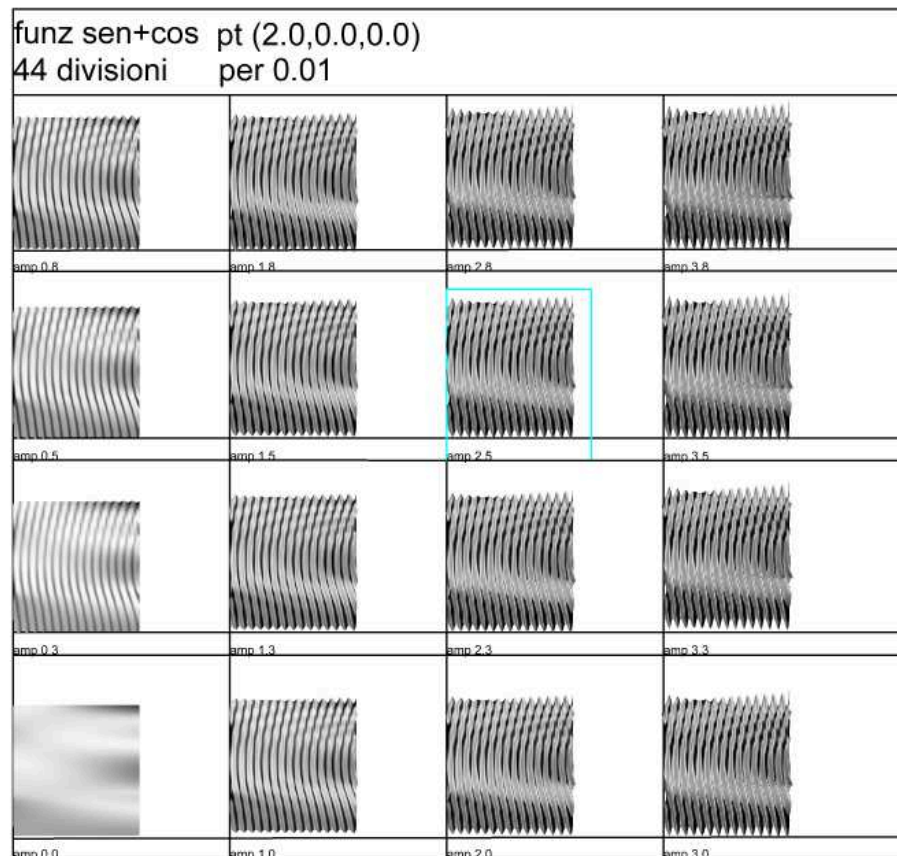 funz sen+cos pt (2.0,0.0,0.0)
44 divisioni per 0.01
amp 0.8 amp 1.8 amp 2.8 amp 3.8
amp 0.5 amp 1.5 amp 2.5 amp 3.5
amp 0.3 amp 1.3 amp 2.3 amp 3.3
amp 0.0 amp 1.0 amp 2.0 amp 3.0